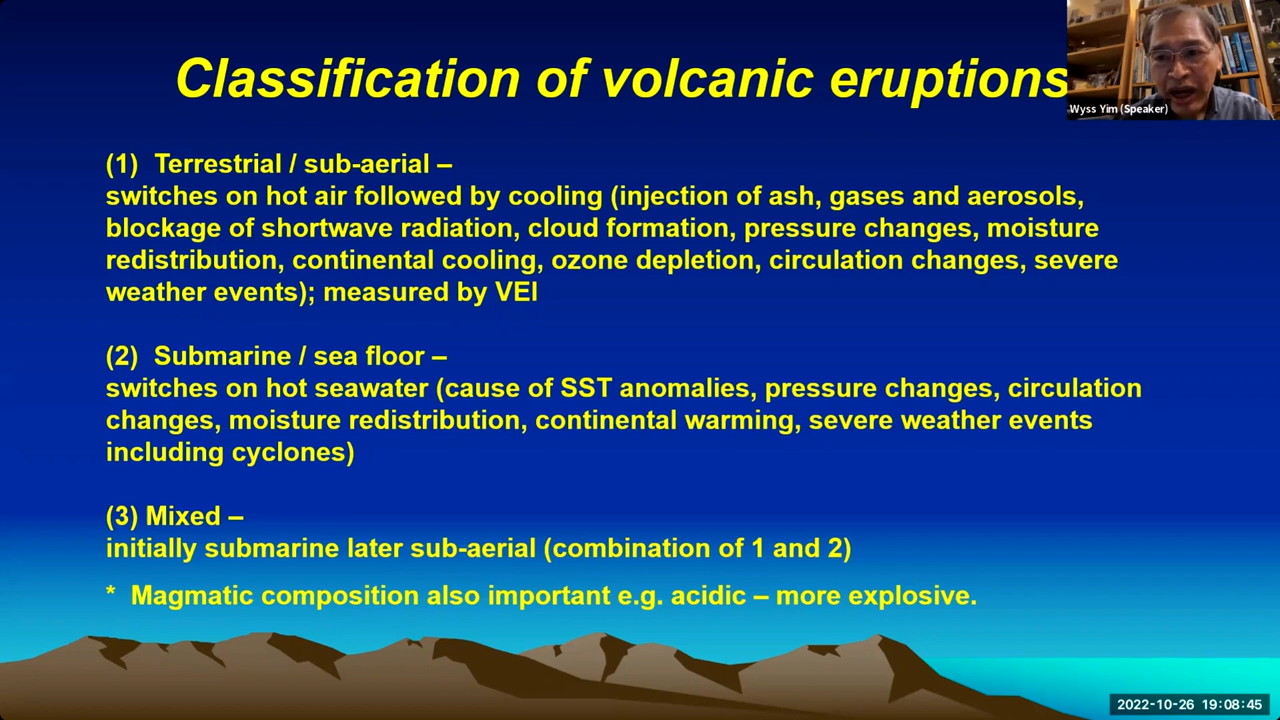 Classification of volcanic eruptions
Wyss Yim (Speaker)
(1) Terrestrial / sub-aerial –
switches on hot air followed by cooling (injection of ash, gases and aerosols,
blockage of shortwave radiation, cloud formation, pressure changes, moisture
redistribution, continental cooling, ozone depletion, circulation changes, severe
weather events); measured by VEI
(2) Submarine / sea floor –
switches on hot seawater (cause of SST anomalies, pressure changes, circulation
changes, moisture redistribution, continental warming, severe weather events
including cyclones)
(3) Mixed –
initially submarine later sub-aerial (combination of 1 and 2)
* Magmatic composition also important e.g. acidic – more explosive.
2022-10-26 19:08:45